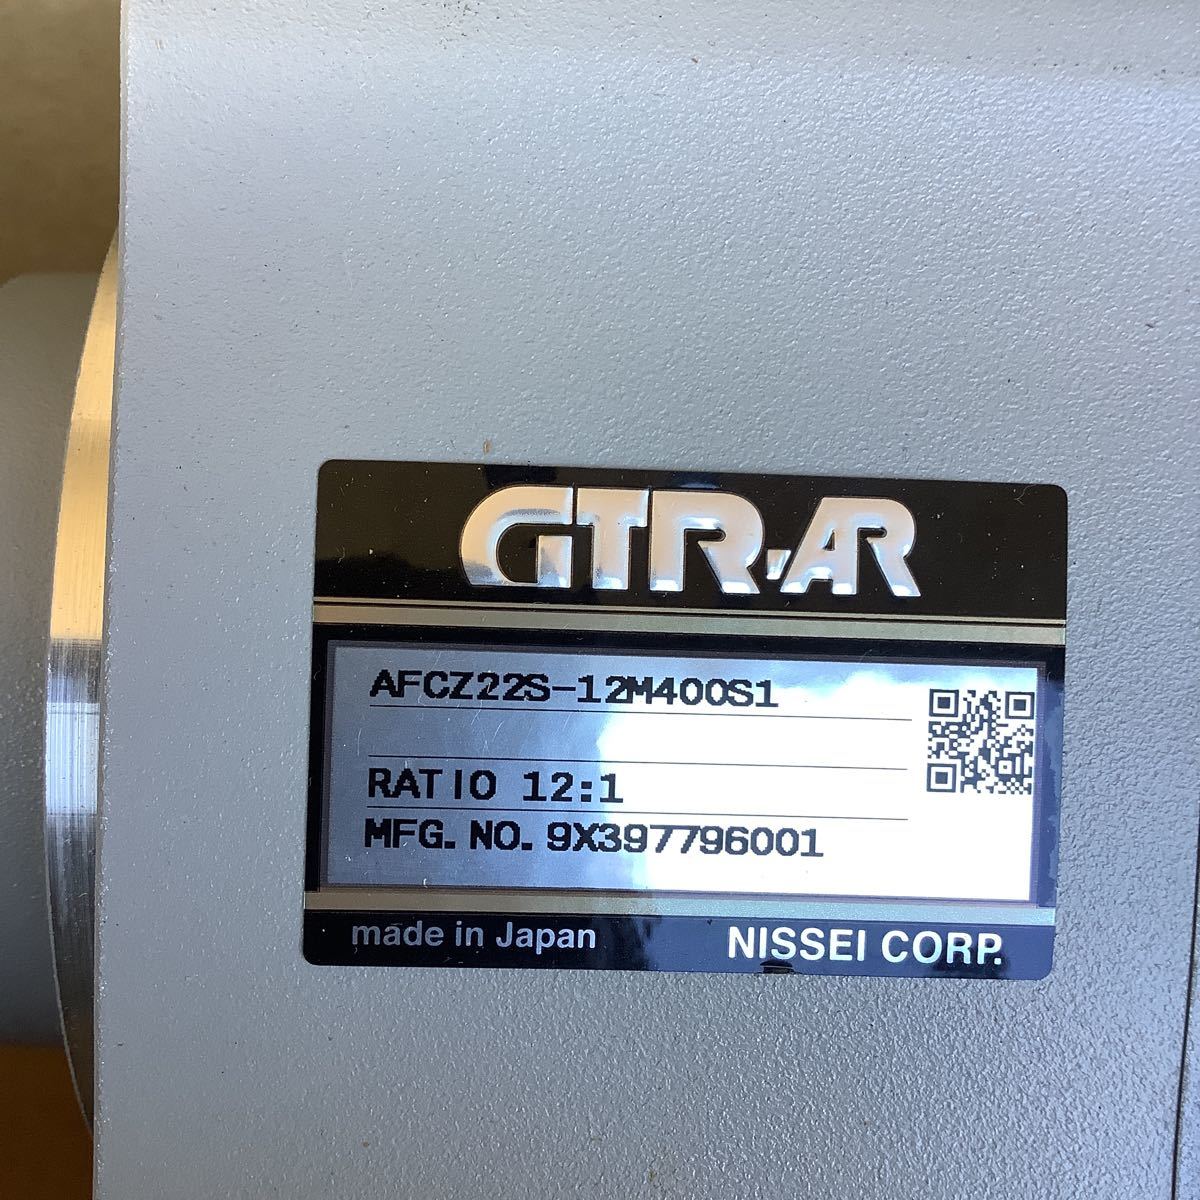 GTR-AR
AFCZ22S-12M400S1
RATIO 12:1
MFG. NO. 9X397796001
made in Japan
NISSEI CORP.